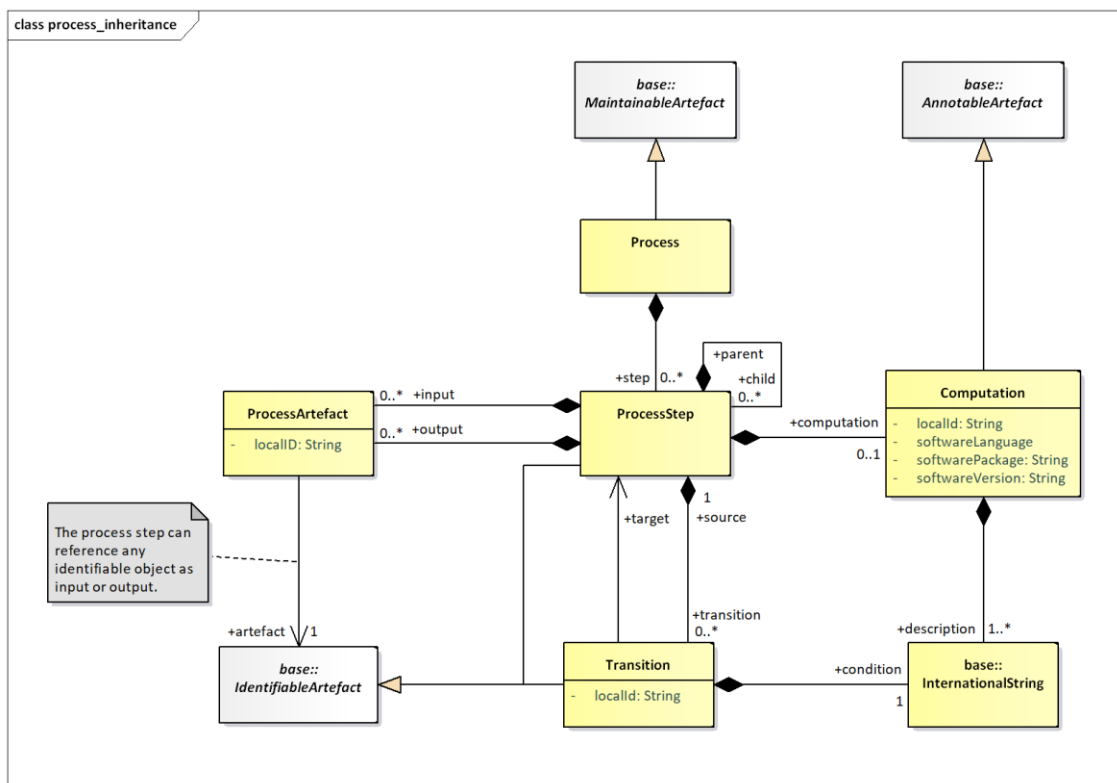 class process_inheritance
base::
MaintainableArtefact
base::
AnnotableArtefact
Process
+step 0..*
+parent
+child
0..*
ProcessArtefact
- localID: String
0..* +input
0..* +output
ProcessStep
+computation
0..1
Computation
- localId: String
- softwareLanguage
- softwarePackage: String
- softwareVersion: String
The process step can
reference any
identifiable object as
input or output.
+target
1
+source
+transition
0..*
+artefact 1
+description 1..*
base::
IdentifiableArtefact
Transition
- localId: String
+condition
1
base::
InternationalString